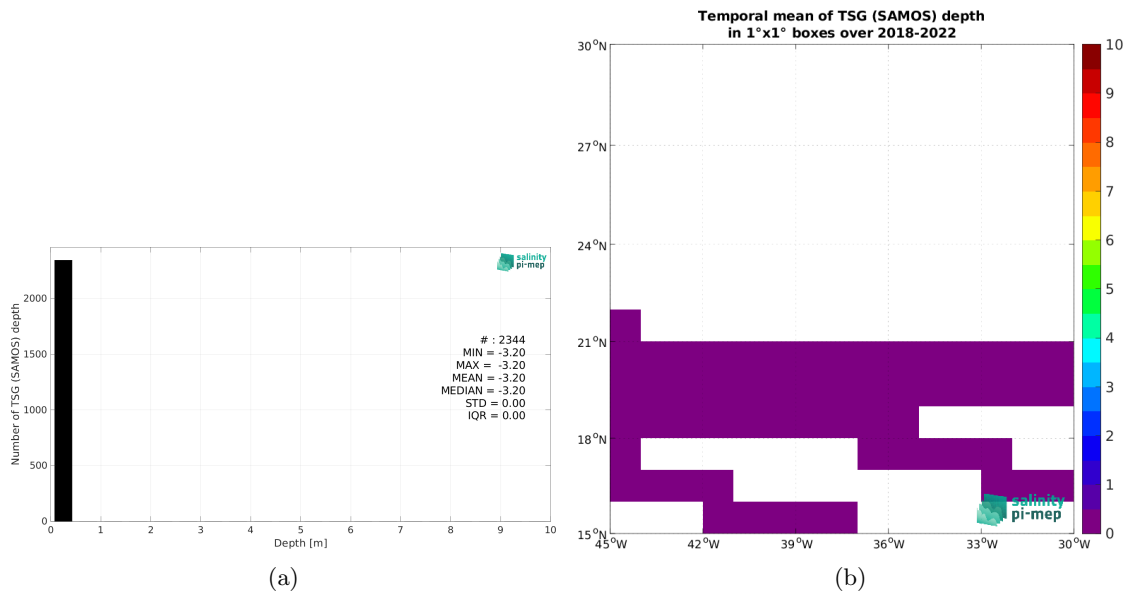 salinity
pi-mep
# : 2344
MIN = -3.20
MAX = -3.20
MEAN = -3.20
MEDIAN = -3.20
STD = 0.00
IQR = 0.00
Number of TSG (SAMOS) depth
2000
1500
1000
500
0
0 1 2 3 4 5 6 7 8 9 10
Depth [m]
(a)
Temporal mean of TSG (SAMOS) depth
in 1°x1° boxes over 2018-2022
30°N
27°N
24°N
21°N
18°N
15°N
45°W 42°W 39°W 36°W 33°W 30°W
salinity
pi-mep
10
9
8
7
6
5
4
3
2
1
0
(b)